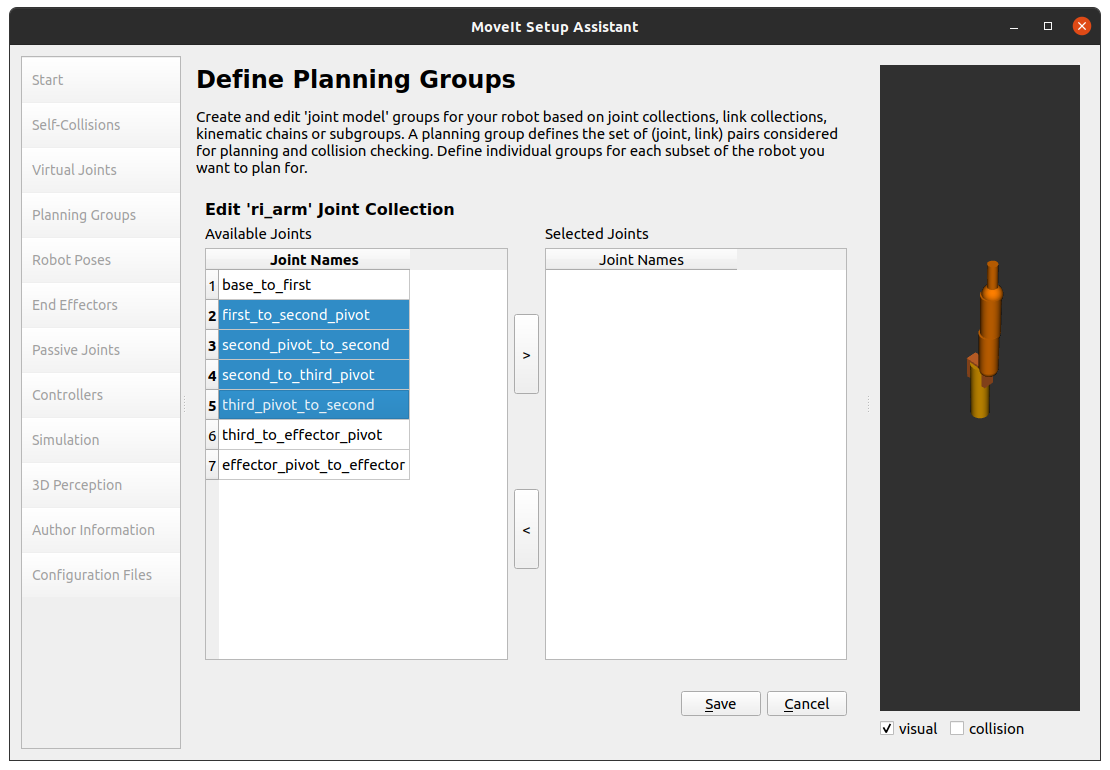 MoveIt Setup Assistant
Start
Self-Collisions
Virtual Joints
Planning Groups
Robot Poses
End Effectors
Passive Joints
Controllers
Simulation
3D Perception
Author Information
Configuration Files
Define Planning Groups
Create and edit 'joint model' groups for your robot based on joint collections, link collections,
kinematic chains or subgroups. A planning group defines the set of (joint, link) pairs considered
for planning and collision checking. Define individual groups for each subset of the robot you
want to plan for.
Edit 'ri_arm' Joint Collection
Available Joints
Joint Names
1 base_to_first
2 first_to_second_pivot
3 second_pivot_to_second
4 second_to_third_pivot
5 third_pivot_to_second
6 third_to_effector_pivot
7 effector_pivot_to_effector
>
<
Selected Joints
Joint Names
Save Cancel
visual collision